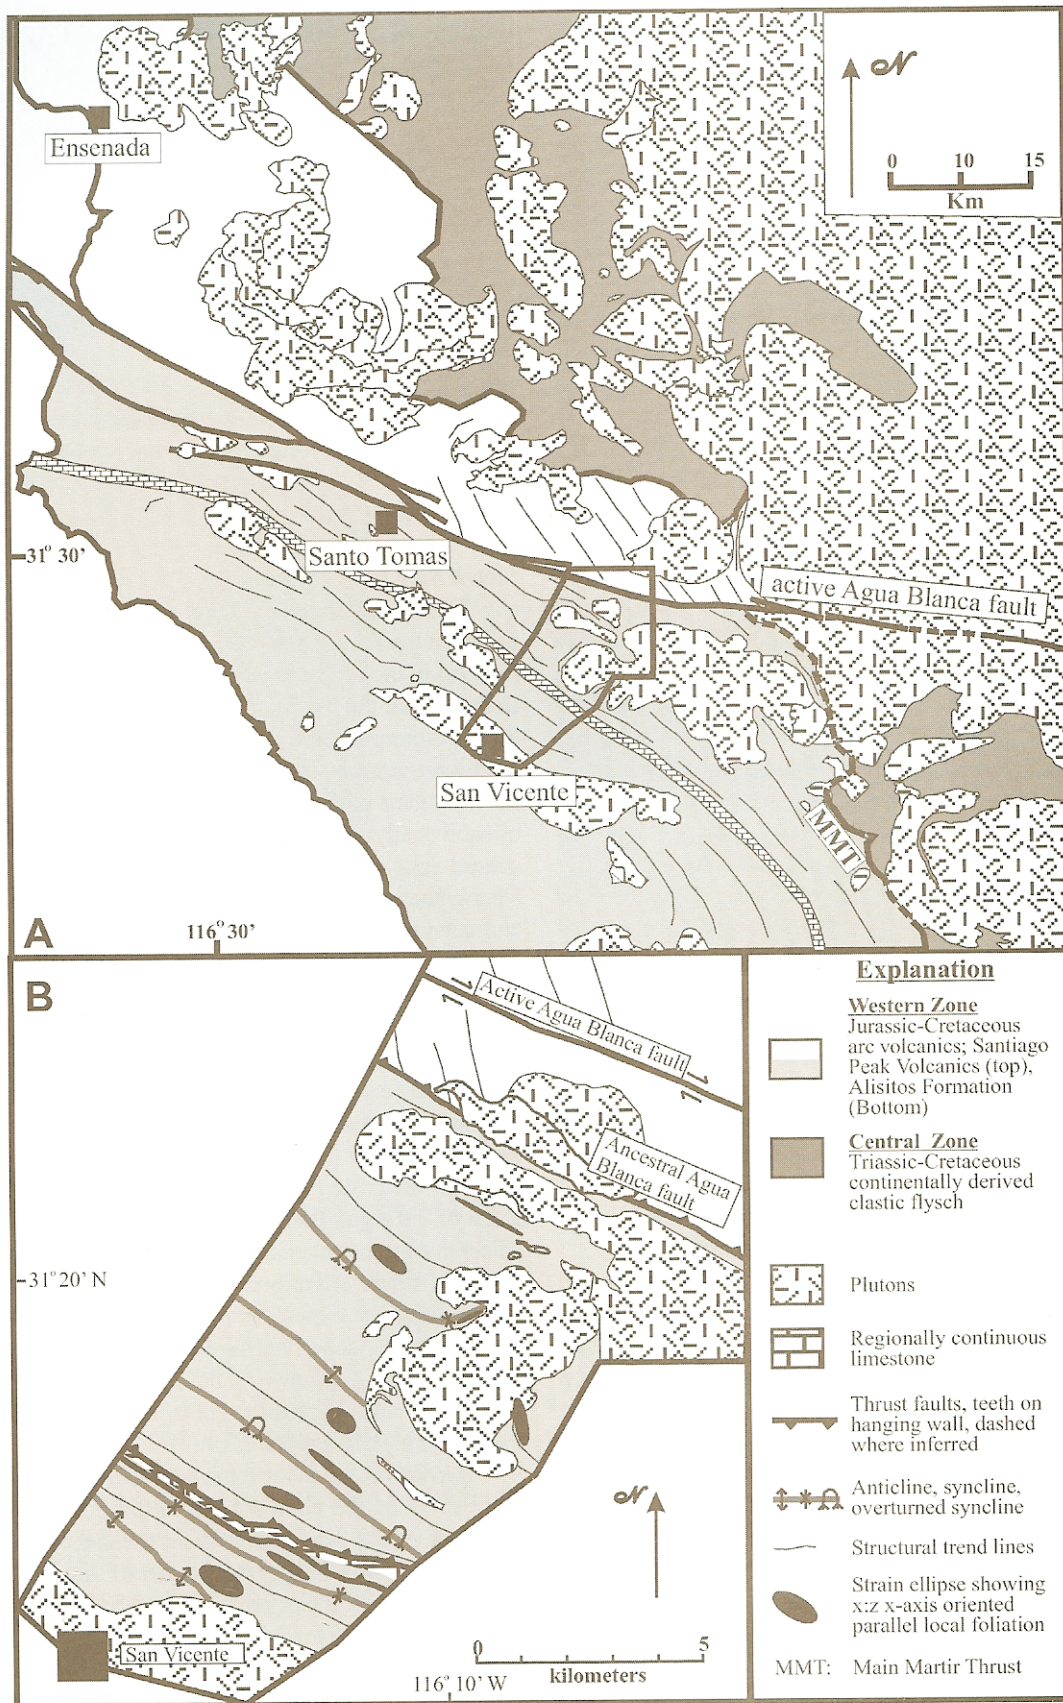 N
0 10 15
Km
Ensenada
31° 30'
Santo Tomas
active Agua Blanca fault
San Vicente
MMT
A
116° 30'
B
Active Agua Blanca fault
Ancestral Agua
Blanca fault
31° 20' N
N
San Vicente
0 5
kilometers
116° 10' W
Explanation
Western Zone
Jurassic-Cretaceous
arc volcanics; Santiago
Peak Volcanics (top),
Alisitos Formation
(Bottom)
Central Zone
Triassic-Cretaceous
continentally derived
clastic flysch
Plutons
Regionally continuous
limestone
Thrust faults, teeth on
hanging wall, dashed
where inferred
Anticline, syncline,
overturned syncline
Structural trend lines
Strain ellipse showing
x:z x-axis oriented
parallel local foliation
MMT: Main Martir Thrust